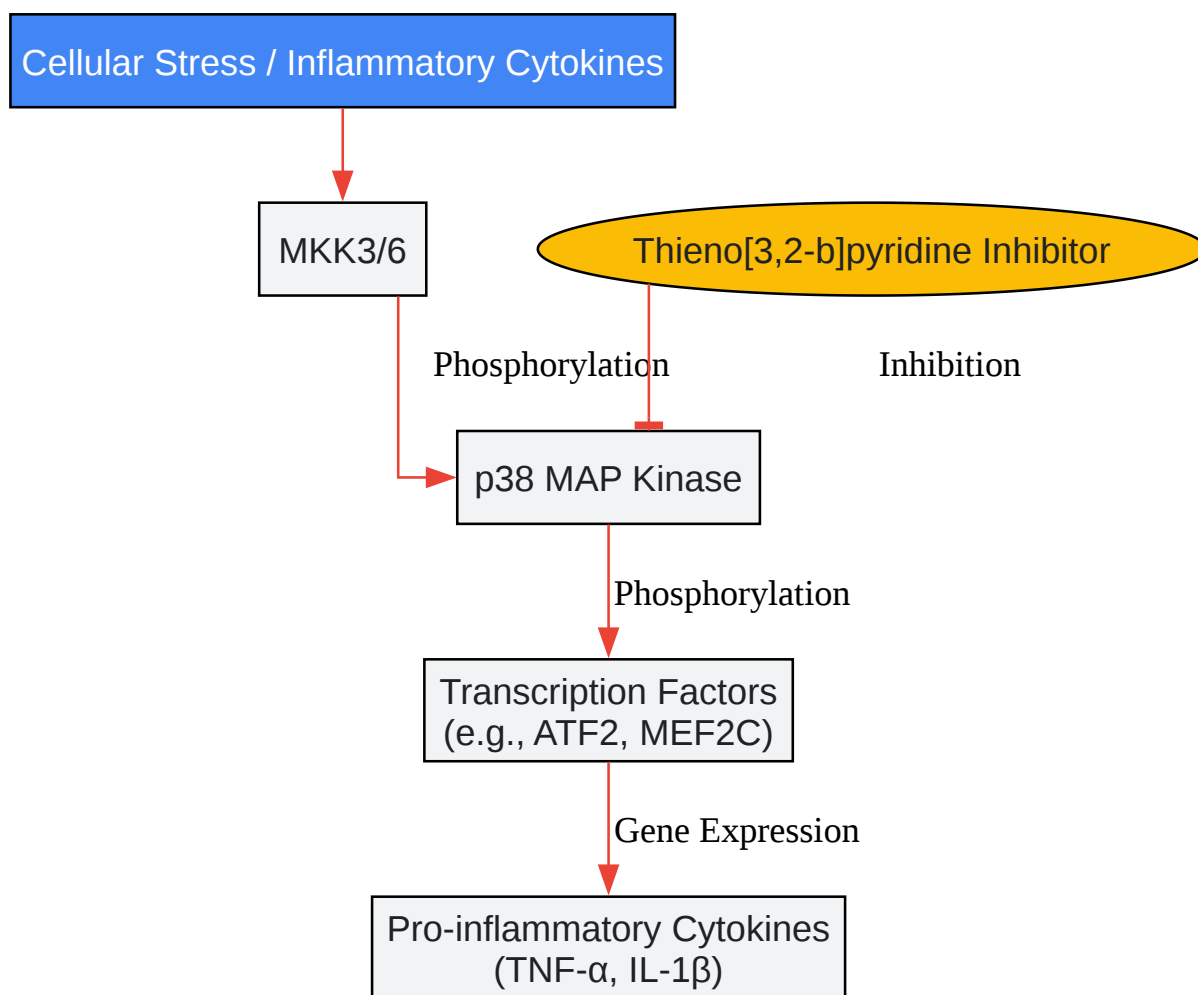 Cellular Stress / Inflammatory Cytokines
MKK3/6
Thieno[3,2-b]pyridine Inhibitor
Phosphorylation
Inhibition
p38 MAP Kinase
Phosphorylation
Transcription Factors
(e.g., ATF2, MEF2C)
Gene Expression
Pro-inflammatory Cytokines
(TNF-α, IL-1β)